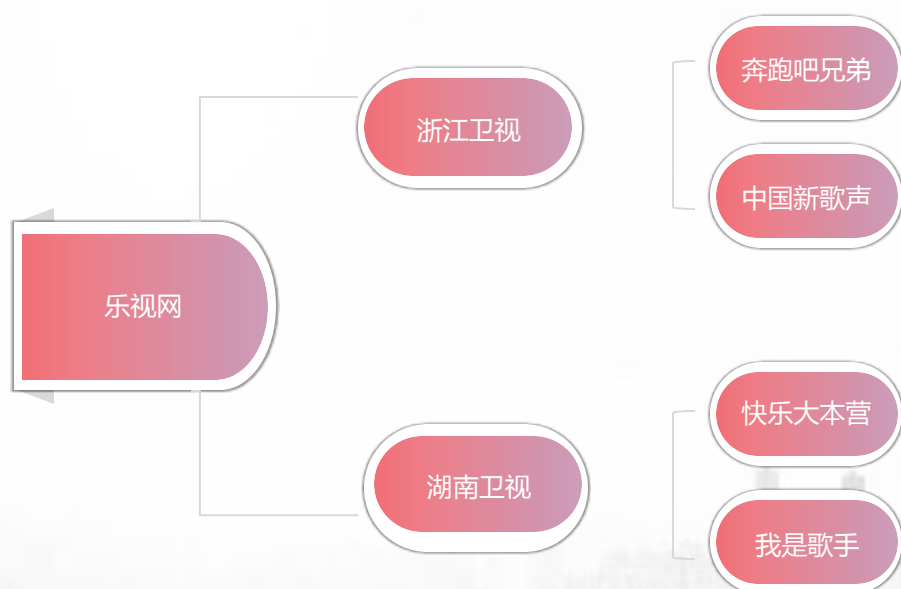 乐视网
浙江卫视
奔跑吧兄弟
中国新歌声
湖南卫视
快乐大本营
我是歌手